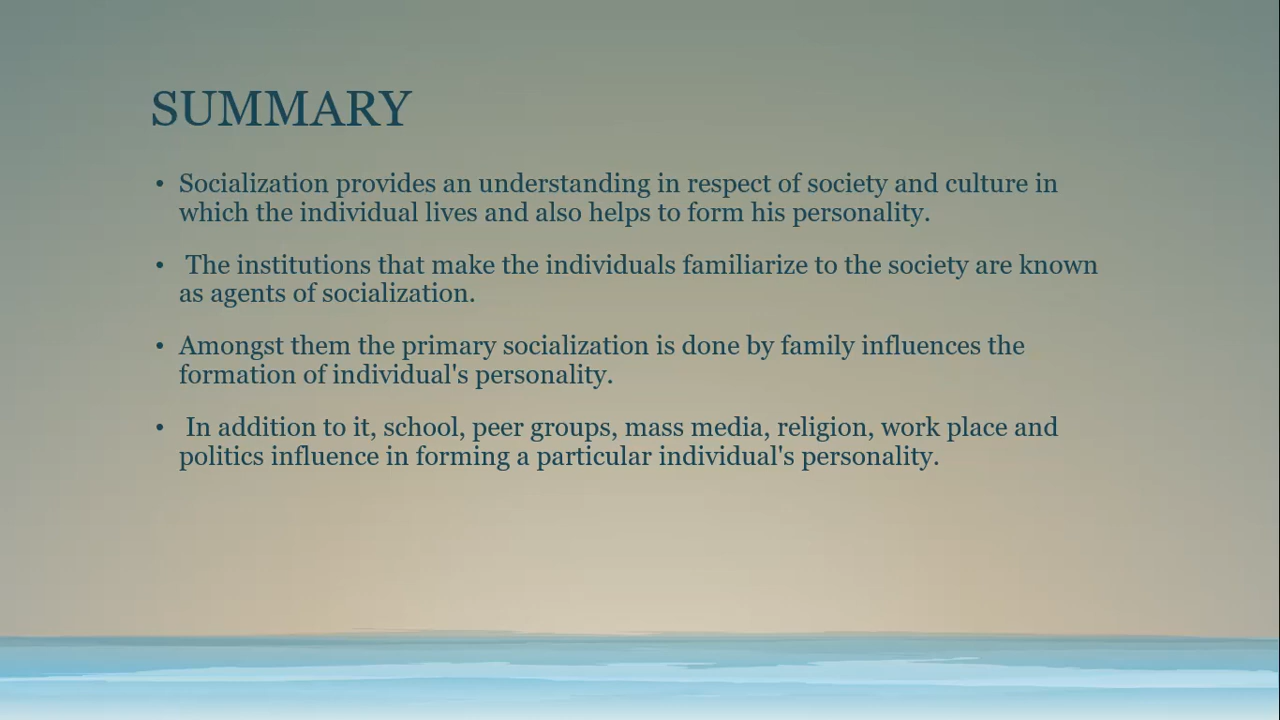 SUMMARY
• Socialization provides an understanding in respect of society and culture in
which the individual lives and also helps to form his personality.
• The institutions that make the individuals familiarize to the society are known
as agents of socialization.
• Amongst them the primary socialization is done by family influences the
formation of individual's personality.
• In addition to it, school, peer groups, mass media, religion, work place and
politics influence in forming a particular individual's personality.